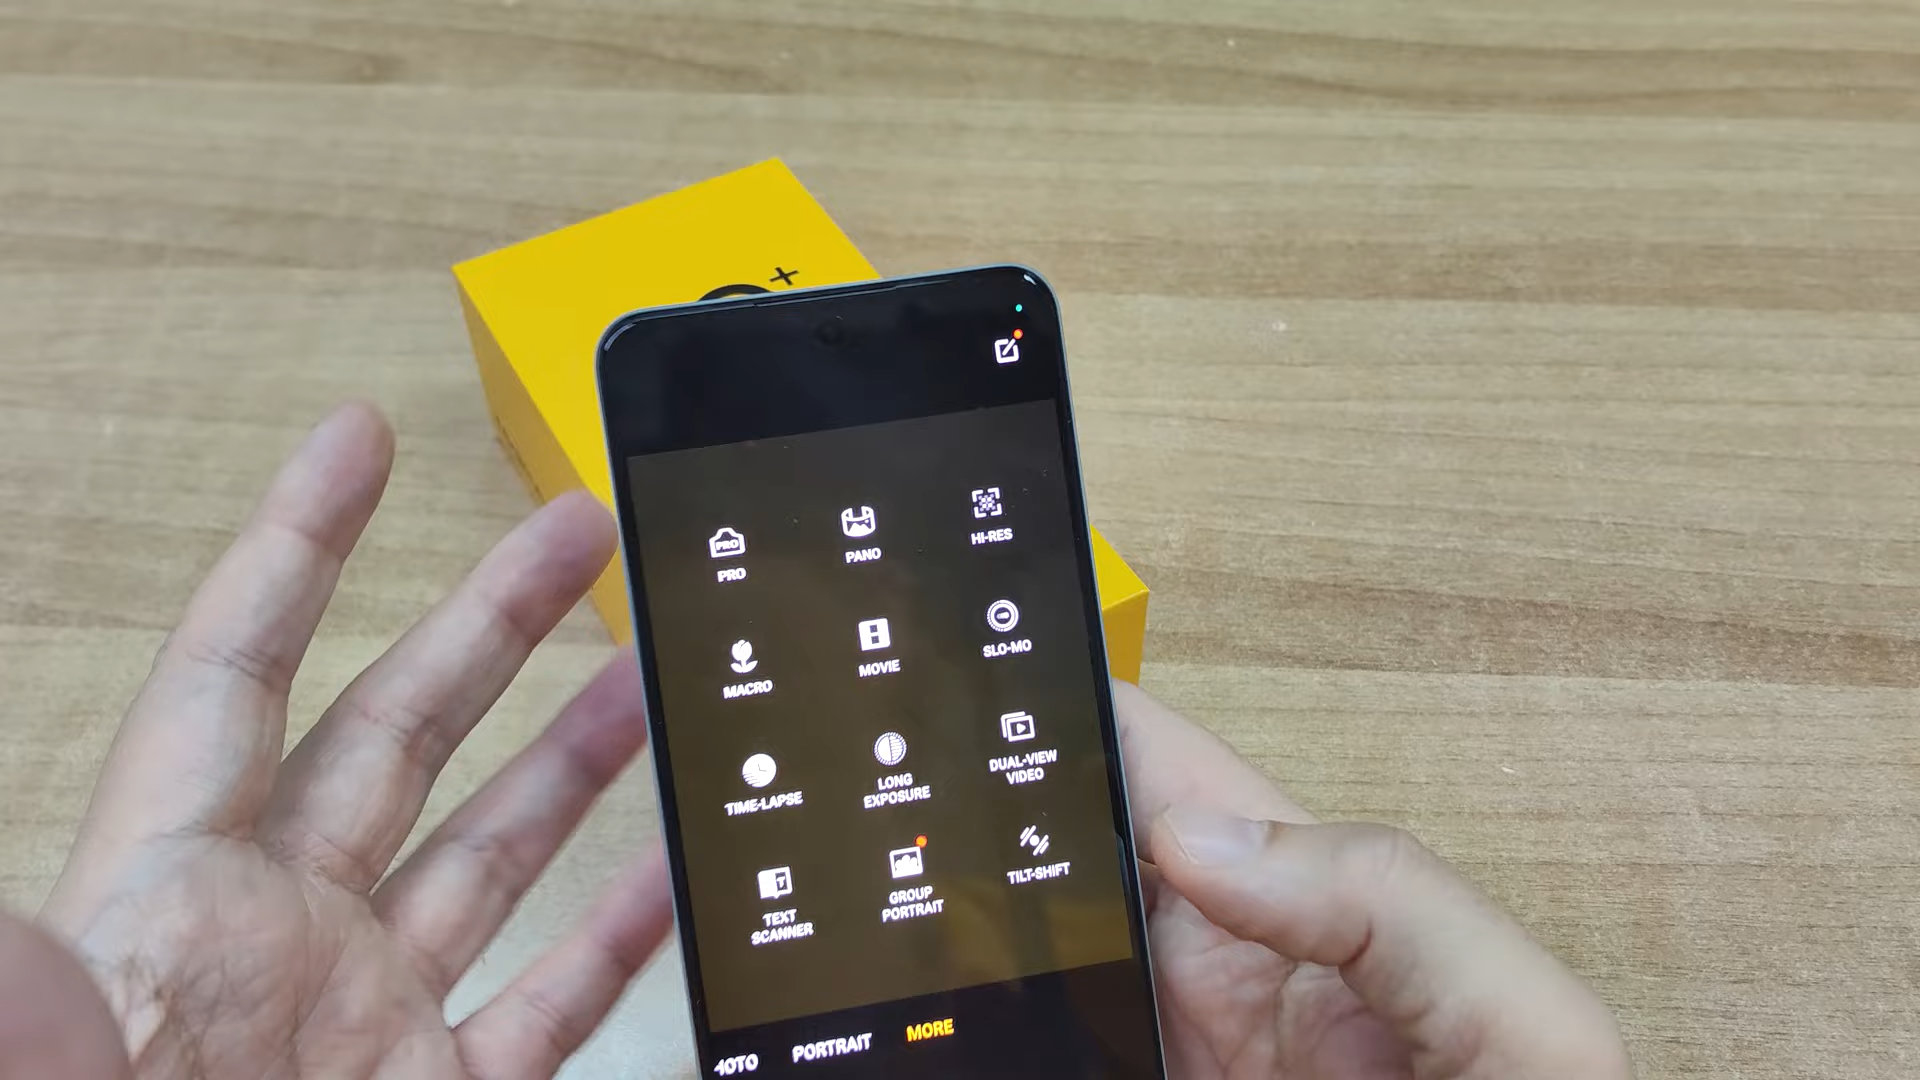 +
PRO
PRO
PANO
HI-RES
MACRO
MOVIE
SLO-MO
TIME-LAPSE
LONG
EXPOSURE
DUAL-VIEW
VIDEO
T
TEXT
SCANNER
GROUP
PORTRAIT
TILT-SHIFT
PORTRAIT
MORE